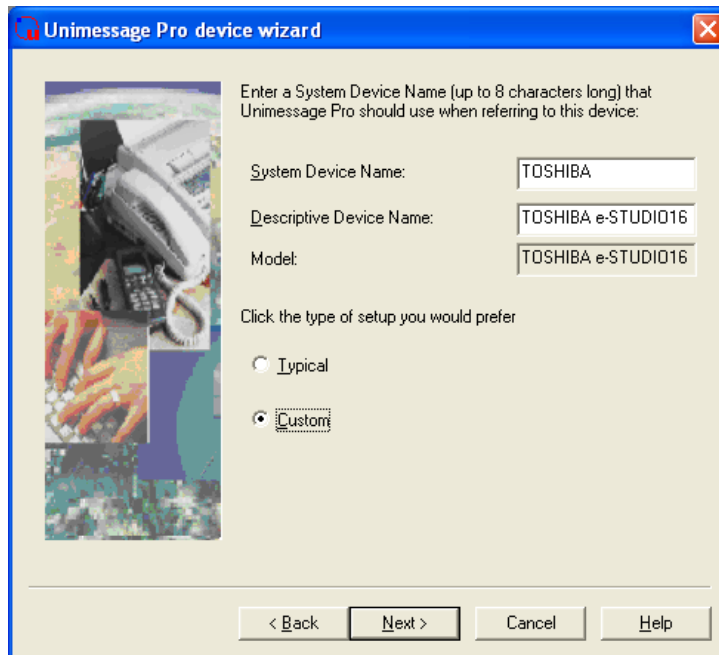 Unimessage Pro device wizard
Enter a System Device Name (up to 8 characters long) that
Unimessage Pro should use when referring to this device:
System Device Name: TOSHIBA
Descriptive Device Name: TOSHIBA e-STUDIO16
Model: TOSHIBA e-STUDIO16
Click the type of setup you would prefer
Typical
Custom
< Back Next > Cancel Help